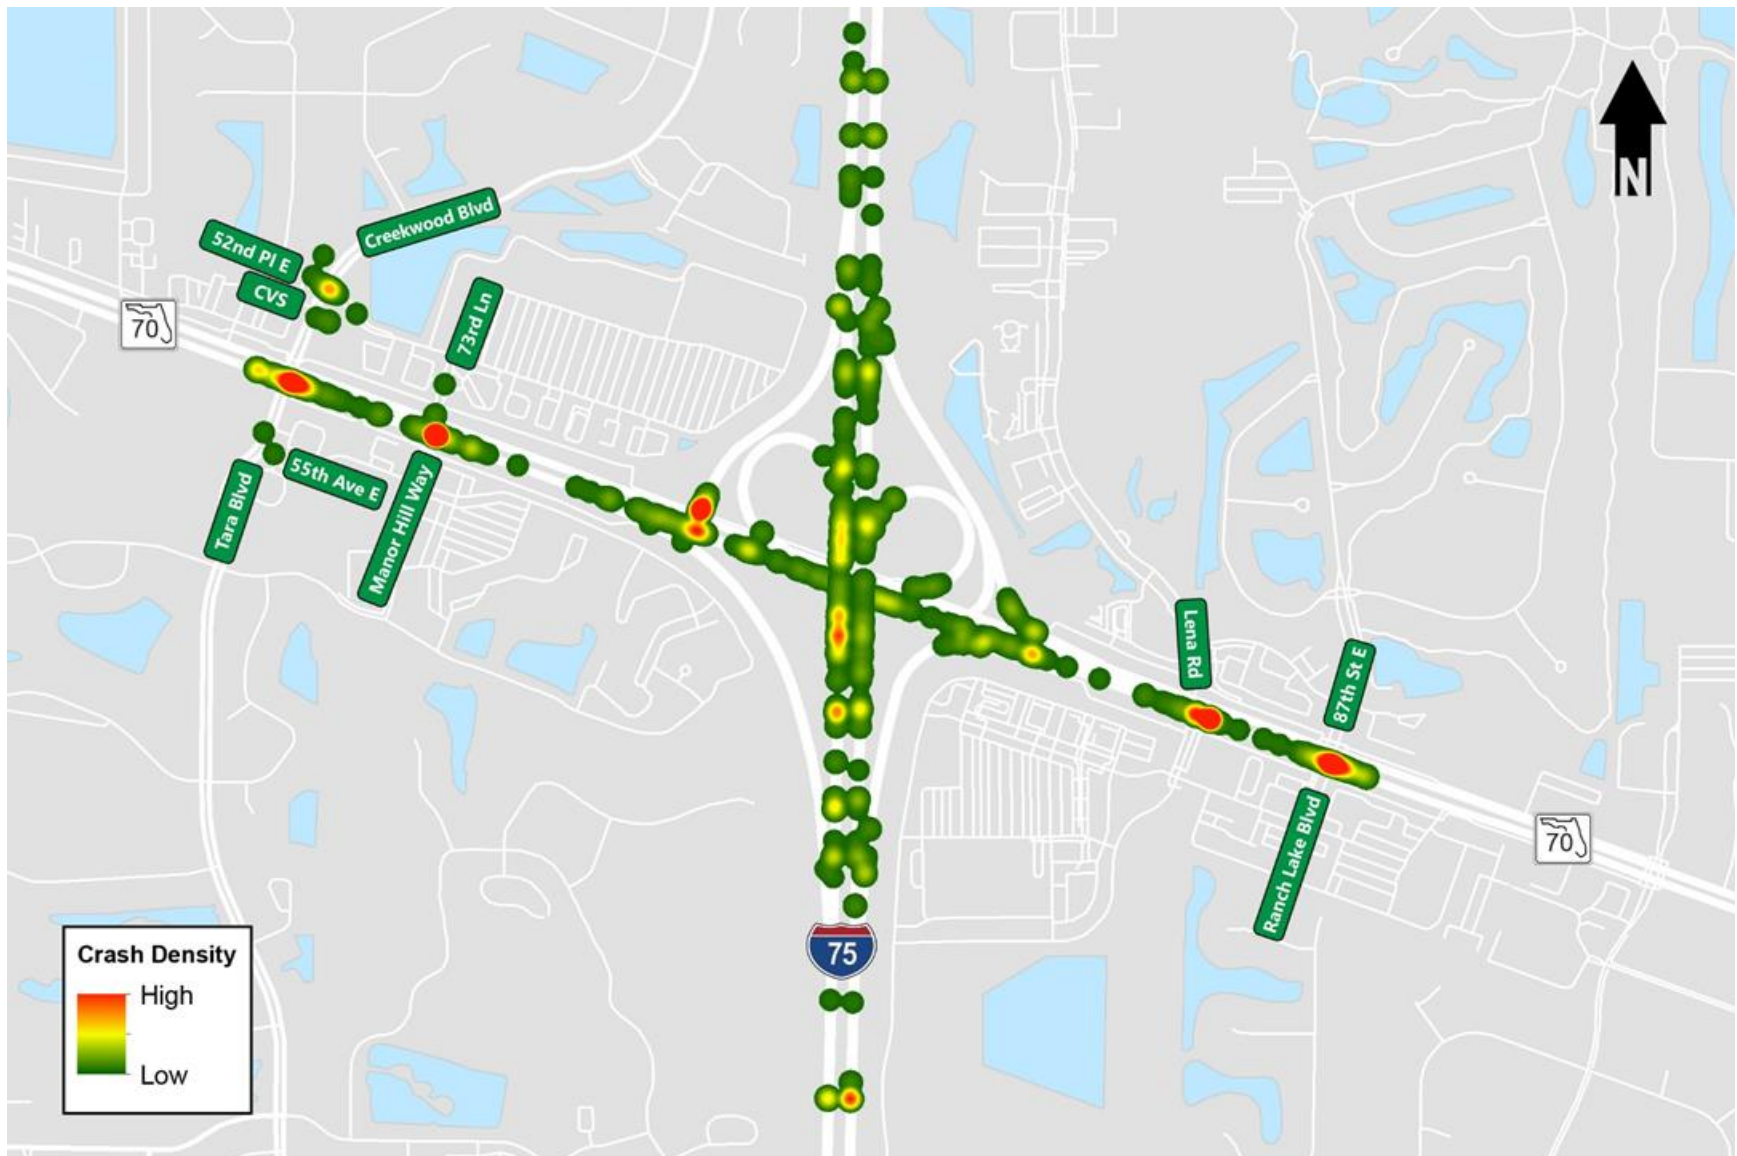 N
Creekwood Blvd
52nd Pl E
CVS
70
73rd Ln
55th Ave E
Tara Blvd
Manor Hill Way
Lena Rd
87th St E
Ranch Lake Blvd
70
75
Crash Density
High
Low